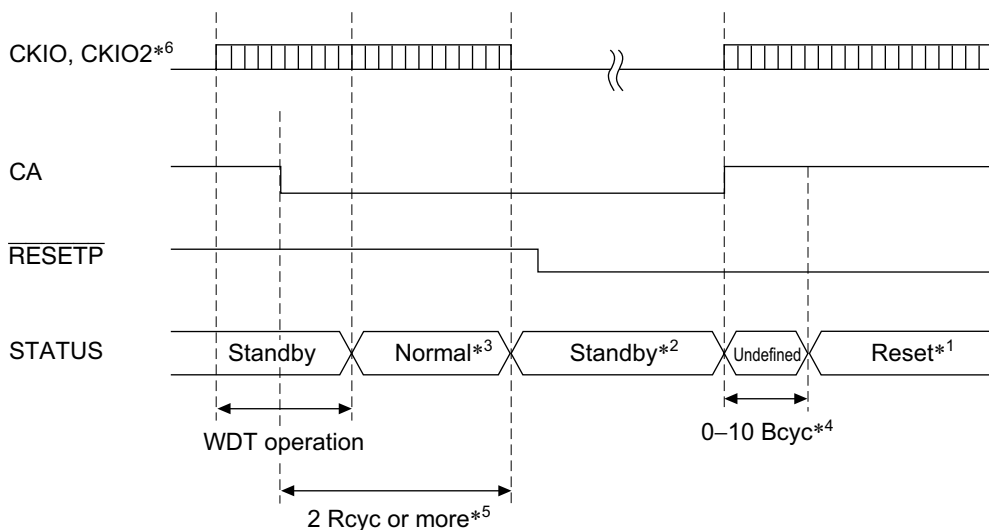 CKIO, CKIO2*6
CA
RESETP
STATUS
Standby
Normal*3
Standby*2
Undefined
Reset*1
WDT operation
0–10 Bcyc*4
2 Rcyc or more*5